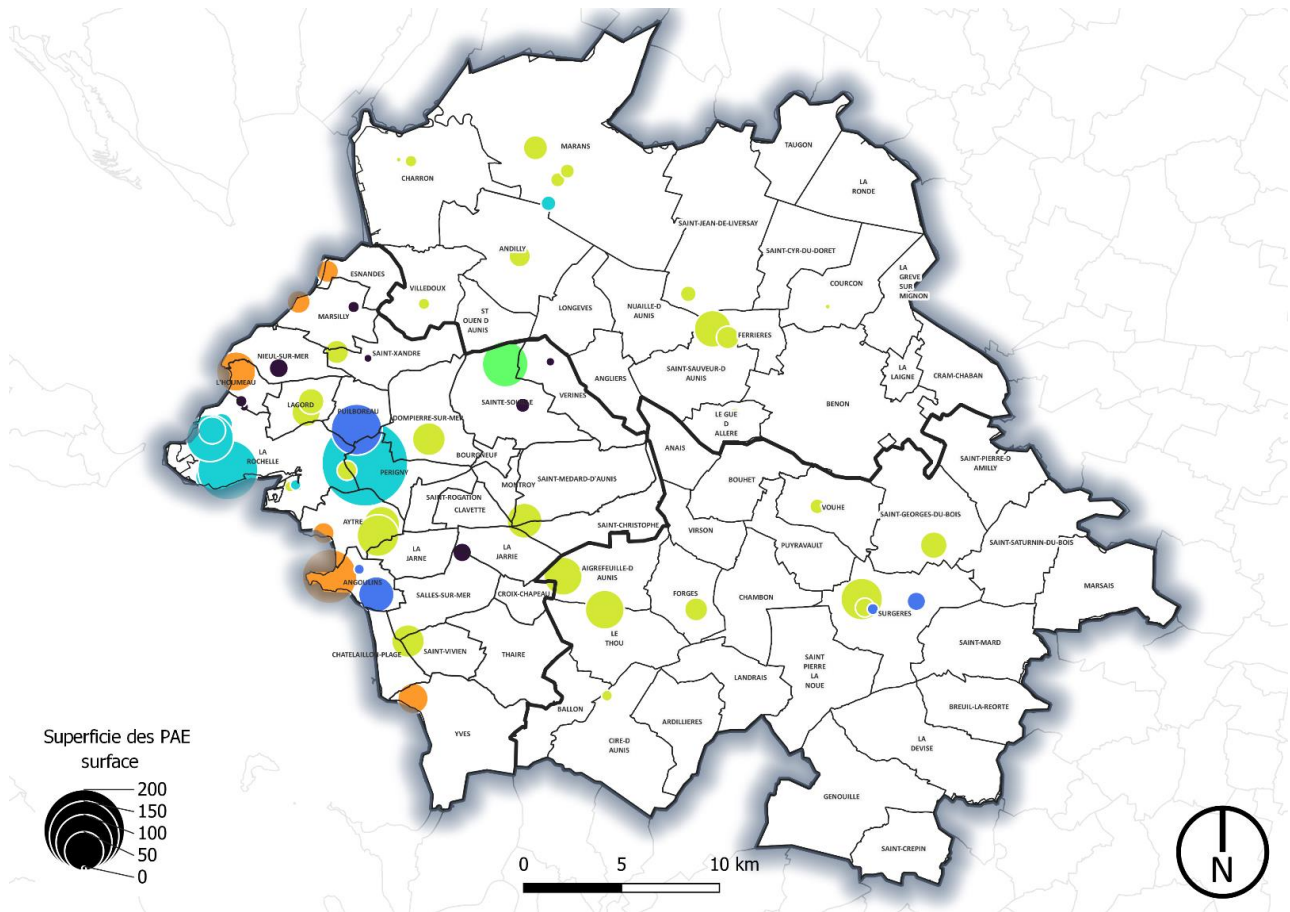 TAUGON
MARANS
CHARRON
LA
RONDE
SAINT-JEAN-DE-LIVERSAY
ANDILLY
SAINT-CYR-DU-DORET
ESNANDES
LA
GREVE
SUR
MIGNON
COURCON
VILLEDOUX
LONGEVES
NUAILLE-D
AUNIS
ST
OUEN D
AUNIS
MARSILLY
FERRIERES
NIEUL-SUR-MER
SAINT-XANDRE
SAINT-SAUVEUR-D
AUNIS
LA
LAIGNE
CRAM-CHABAN
L'HOUMEAU
ANGLIERS
VERINES
SAINTE-SOULLE
BENON
LAGORD
PUILBOREAU
DOMPIERRE-SUR-MER
LE GUE
D
ALLERE
ANAIS
LA
ROCHELLE
BOURGNEUF
PERIGNY
SAINT-PIERRE-D
AMILLY
SAINT-MEDARD-D'AUNIS
MONTROY
BOUHET
SAINT-ROGATION
CLAVETTE
VOUHE
SAINT-GEORGES-DU-BOIS
AYTRE
SAINT-CHRISTOPHE
VIRSON
SAINT-SATURNIN-DU-BOIS
LA
JARNE
LA
JARRIE
PUYRAVAULT
MARSAIS
AIGREFEUILLE-D
AUNIS
ANGOULINS
SALLES-SUR-MER
CROIX-CHAPEAU
FORGES
CHAMBON
SURGERES
LE
THOU
SAINT-MARD
CHATELAILLON-PLAGE
SAINT-VIVIEN
THAIRE
SAINT
PIERRE
LA
NOUE
LANDRAIS
BREUIL-LA-REORTE
BALLON
ARDILLIERES
YVES
CIRE-D
AUNIS
LA
DEVISE
GENOUILLE
SAINT-CREPIN
Superficie des PAE
surface
200
150
100
50
0
0 5 10 km
N